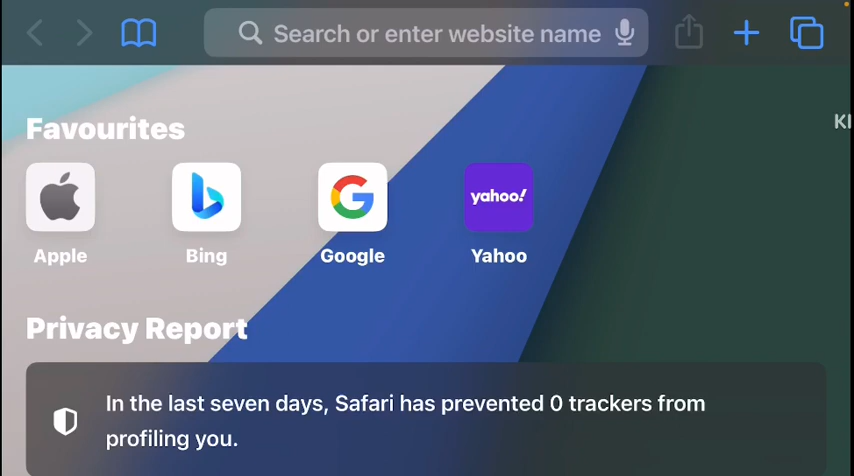 Search or enter website name
KI
Favourites
yahoo!
Apple
Bing
Google
Yahoo
Privacy Report
In the last seven days, Safari has prevented 0 trackers from
profiling you.